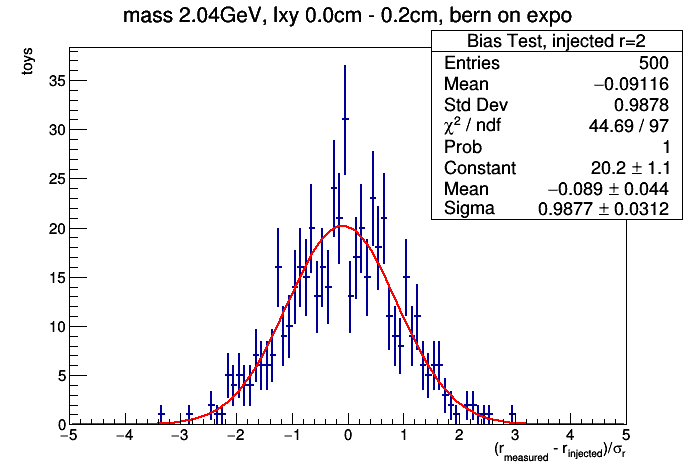 mass 2.04GeV, lxy 0.0cm - 0.2cm, bern on expo
Bias Test, injected r=2
Entries 500
Mean −0.09116
Std Dev 0.9878
χ² / ndf 44.69 / 97
Prob 1
Constant 20.2 ± 1.1
Mean −0.089 ± 0.044
Sigma 0.9877 ± 0.0312
toys
35
30
25
20
15
10
5
0
−5 −4 −3 −2 −1 0 1 2 3 4 5
(r_measured - r_injected)/σ_r